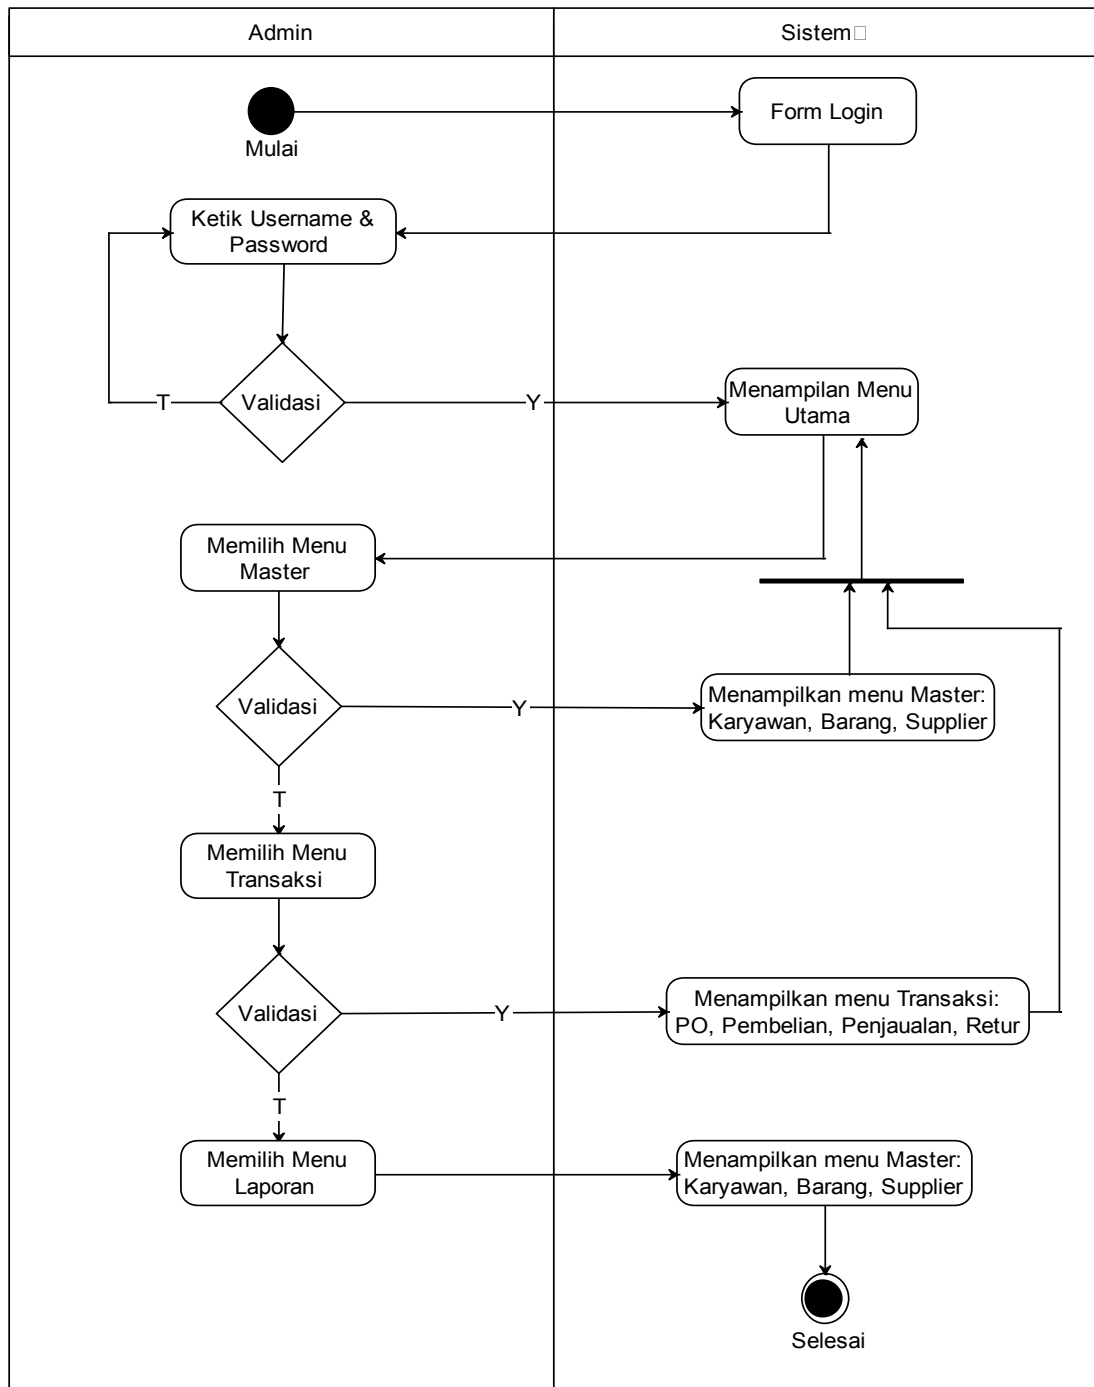 Admin
Sistem
Form Login
Mulai
Ketik Username &
Password
T
Validasi
Y
Menampilan Menu
Utama
Memilih Menu
Master
Validasi
Y
Menampilkan menu Master:
Karyawan, Barang, Supplier
T
Memilih Menu
Transaksi
Validasi
Y
Menampilkan menu Transaksi:
PO, Pembelian, Penjaualan, Retur
T
Memilih Menu
Laporan
Menampilkan menu Master:
Karyawan, Barang, Supplier
Selesai